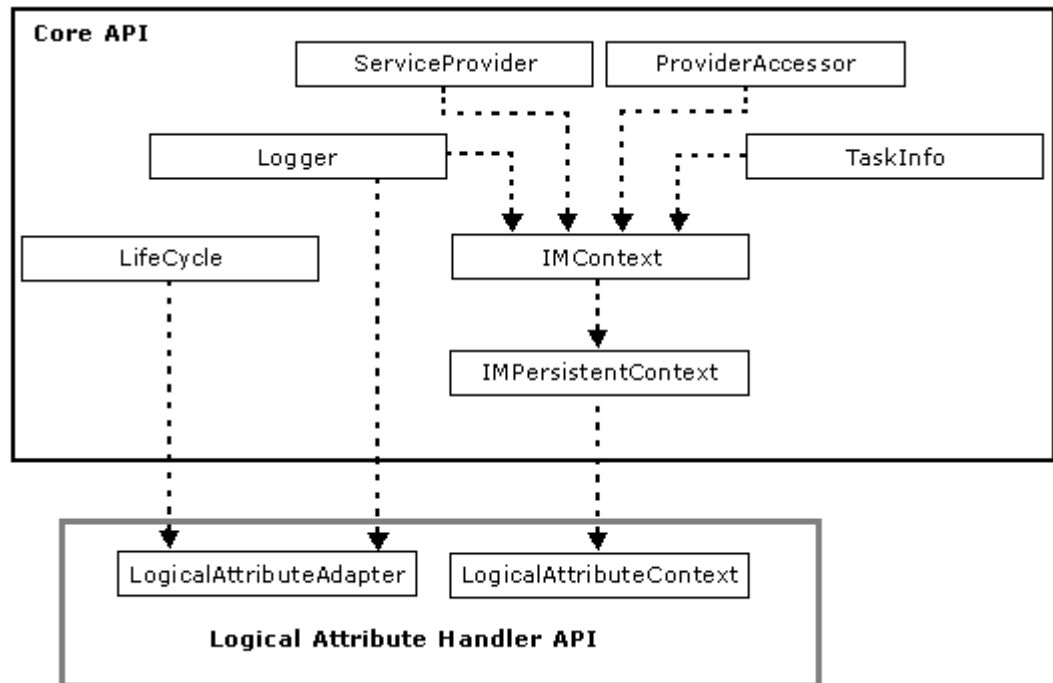 Core API
ServiceProvider
ProviderAccessor
Logger
TaskInfo
LifeCycle
IMContext
IMPersistentContext
LogicalAttributeAdapter
LogicalAttributeContext
Logical Attribute Handler API